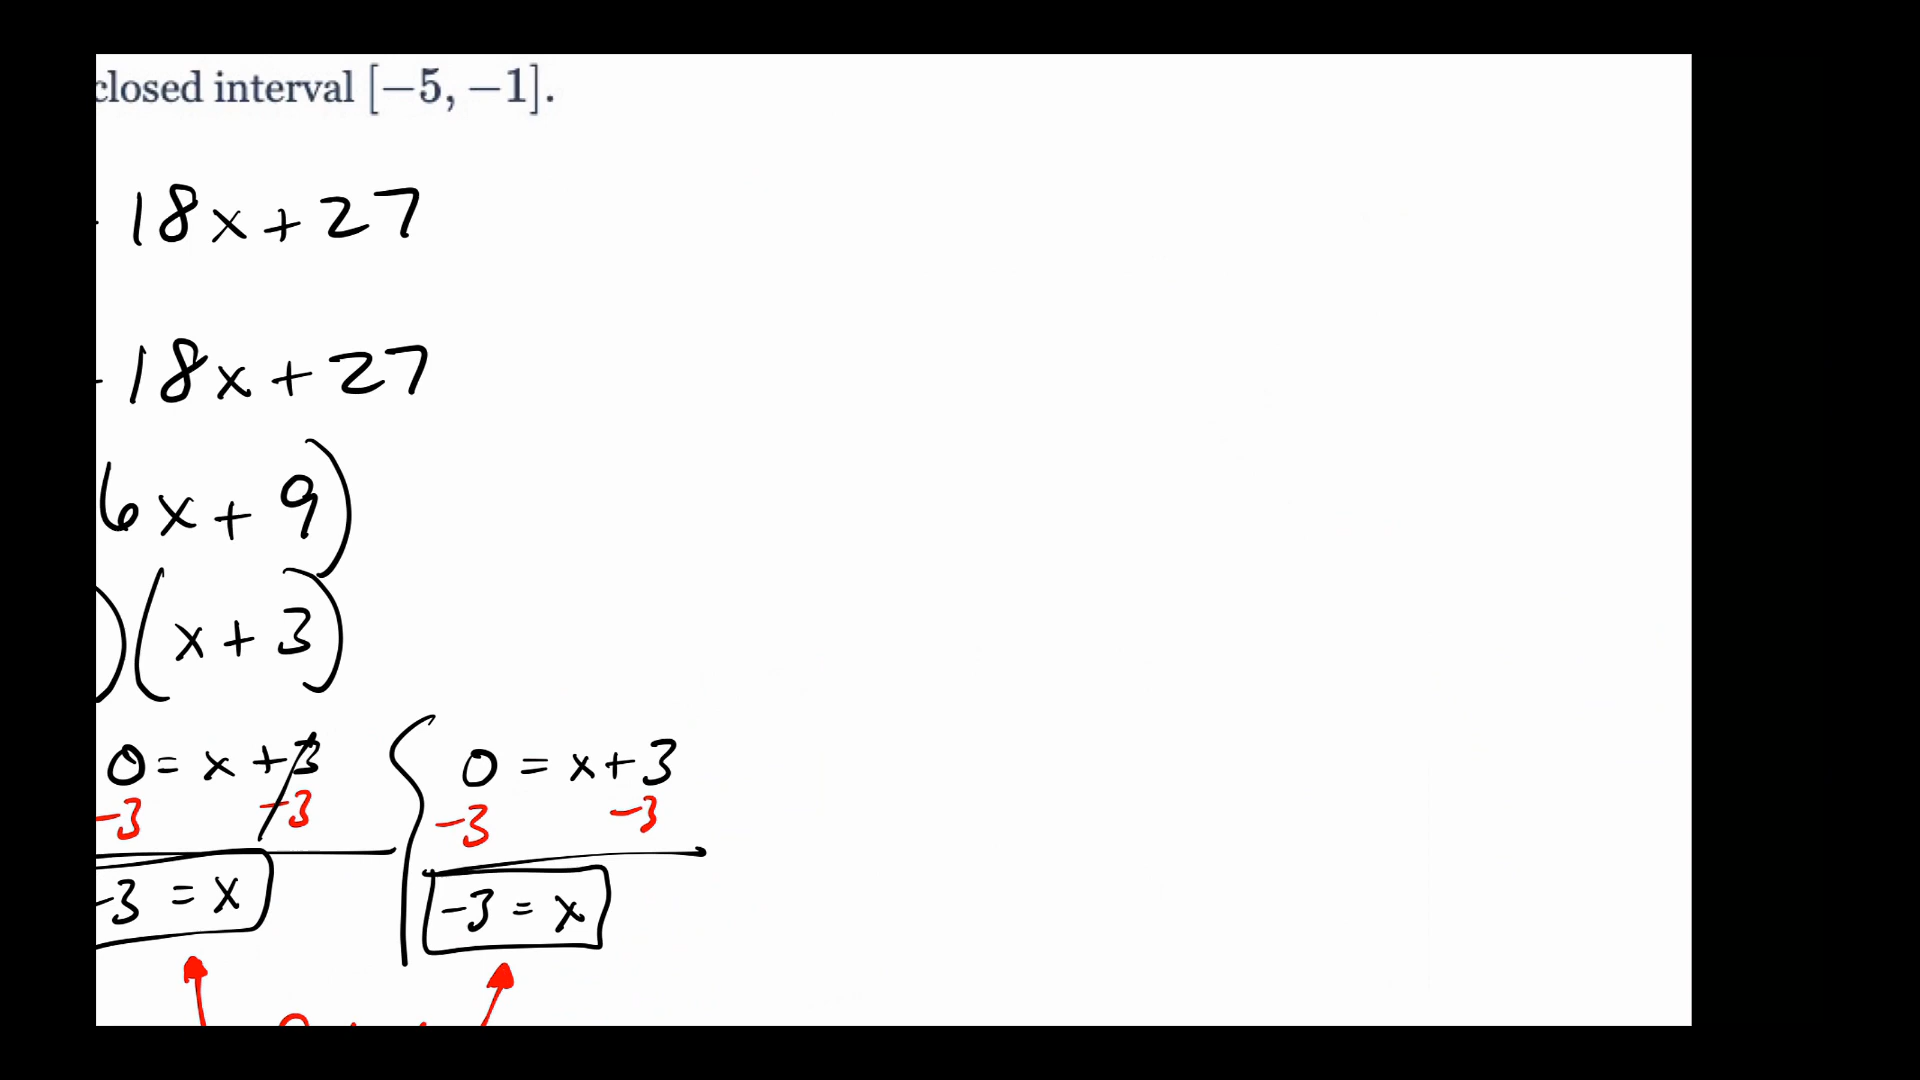 closed interval [−5, −1].
18x+27
- 18x+27
6x + 9)
)(x+3)
0 = x +3 0 = x+3
-3 -3 -3 -3
-3 = x -3 = x